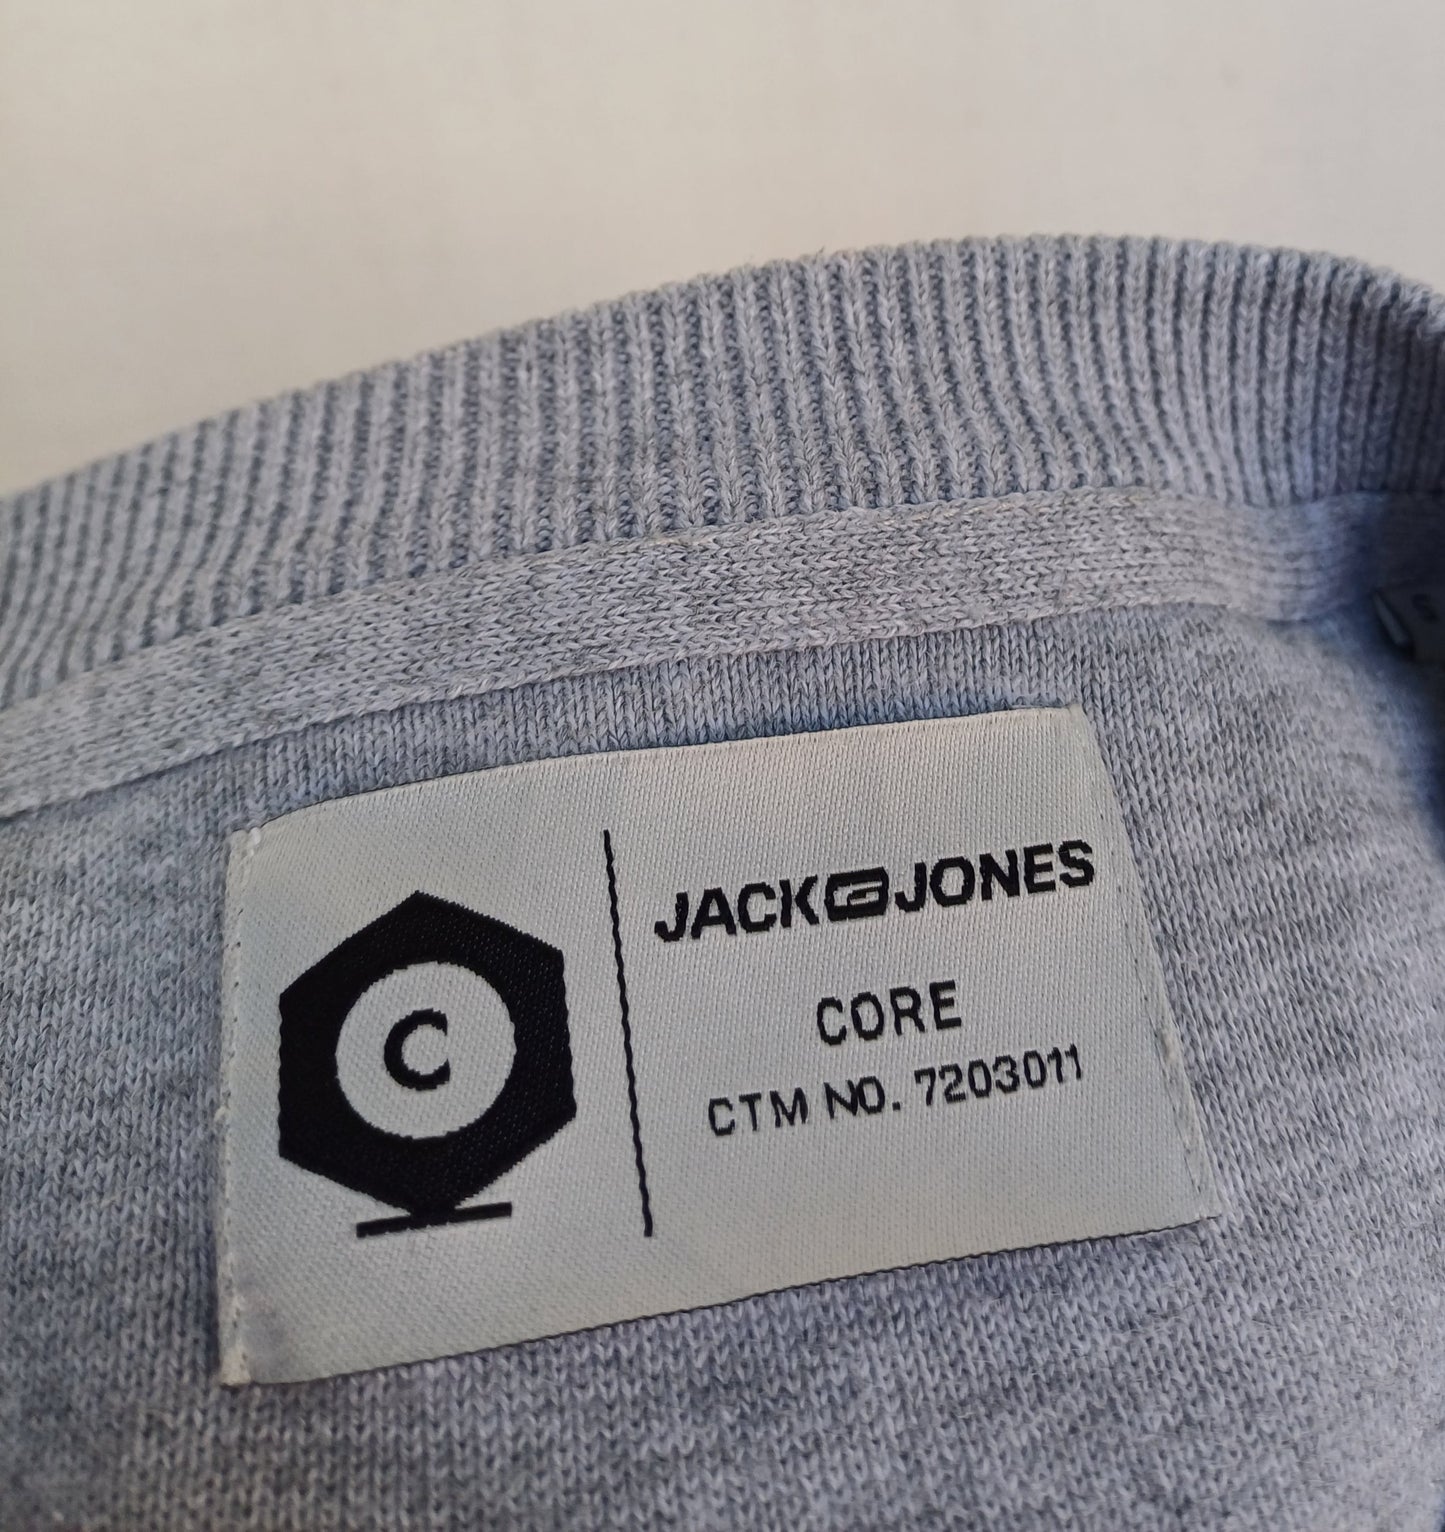 C
JACK&JONES
CORE
CTM NO. 7203011